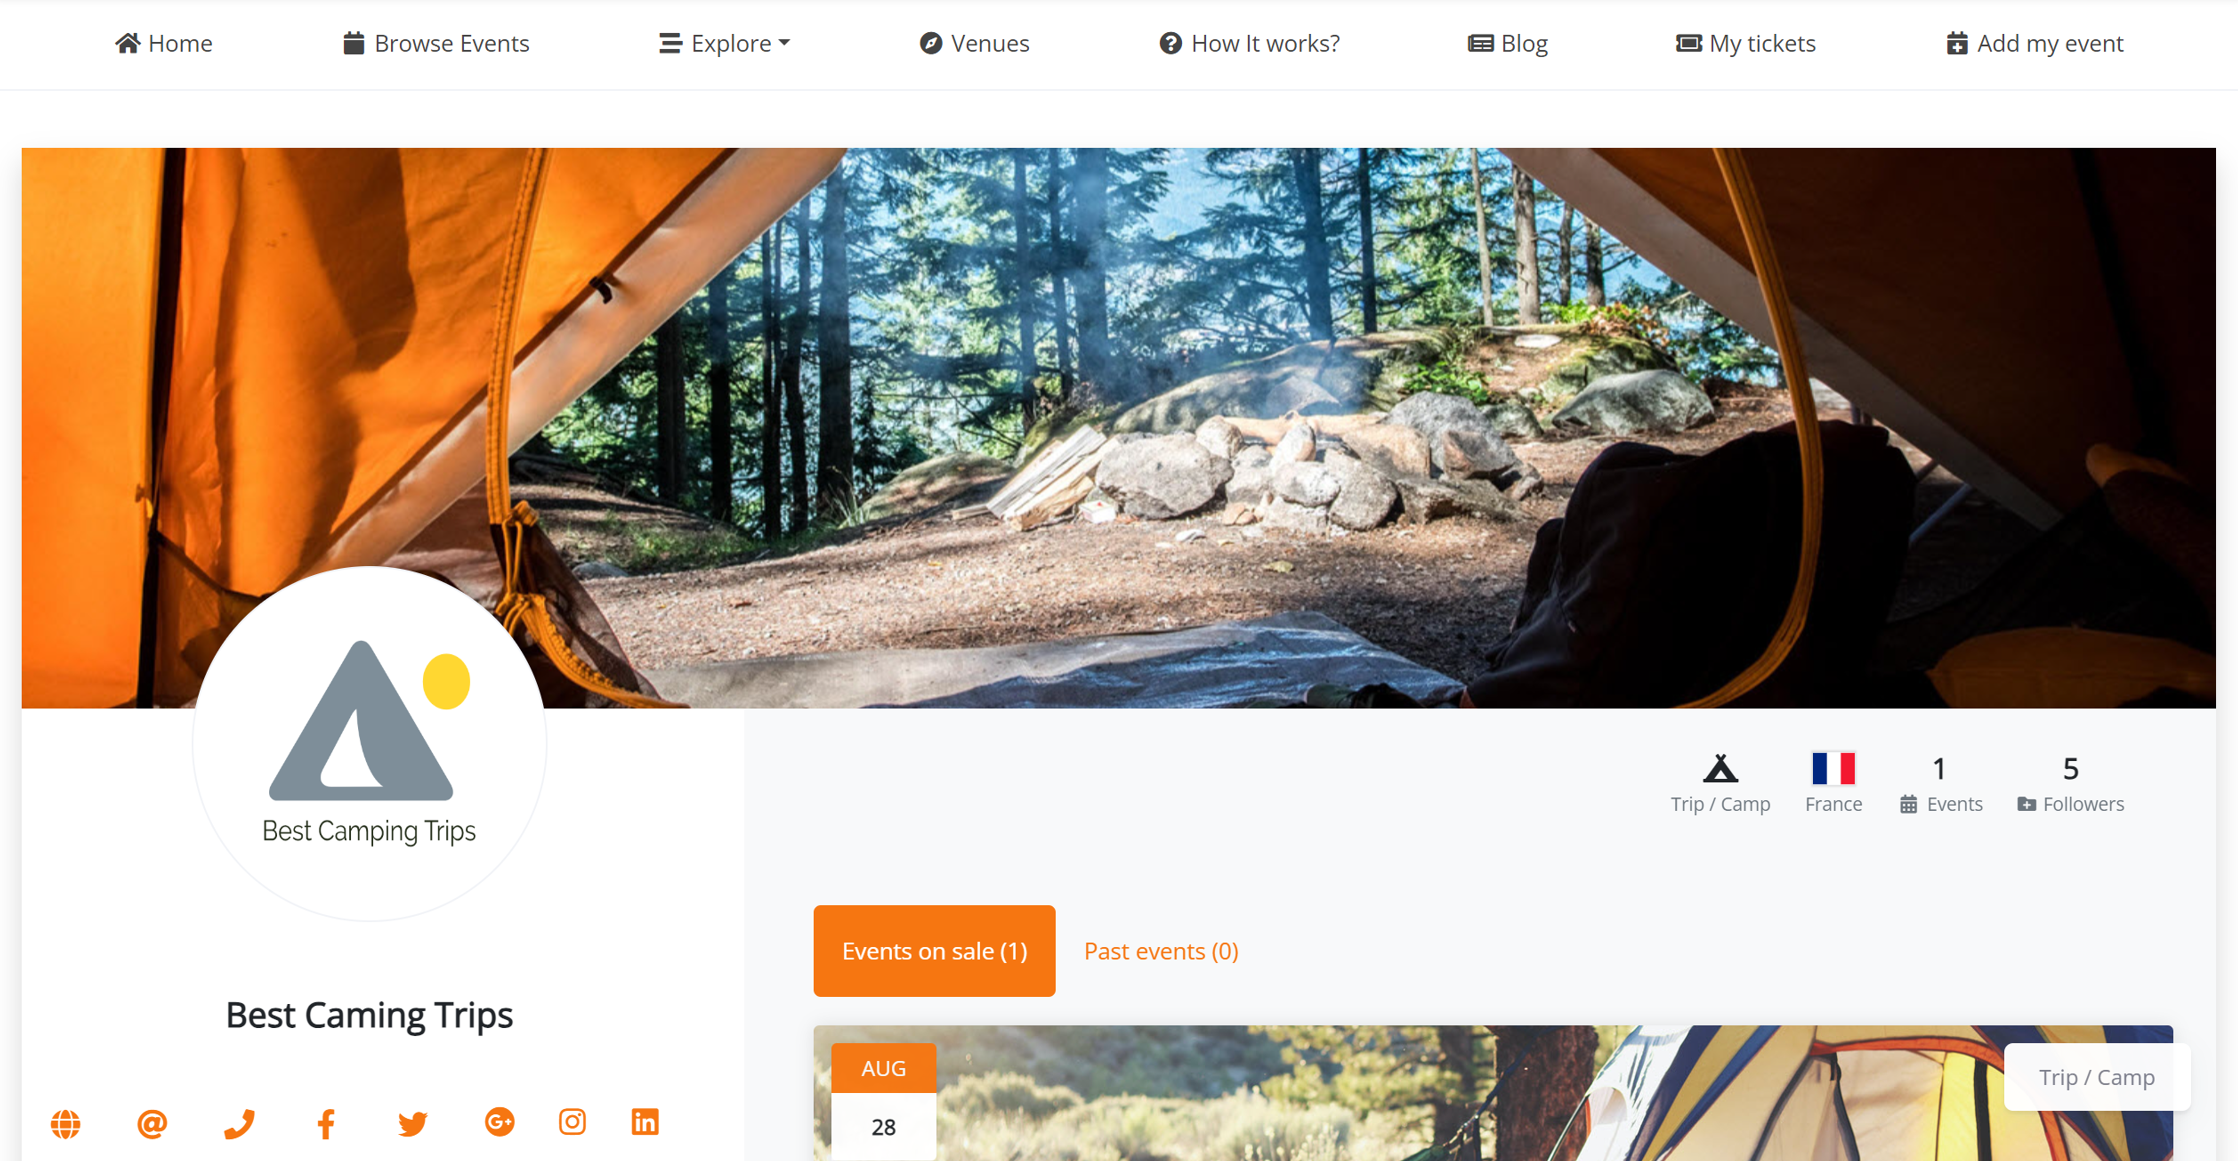 Home
Browse Events
Explore
Venues
How It works?
Blog
My tickets
Add my event
Best Camping Trips
1
5
Trip / Camp
France
Events
Followers
Events on sale (1)
Past events (0)
Best Caming Trips
AUG
28
Trip / Camp